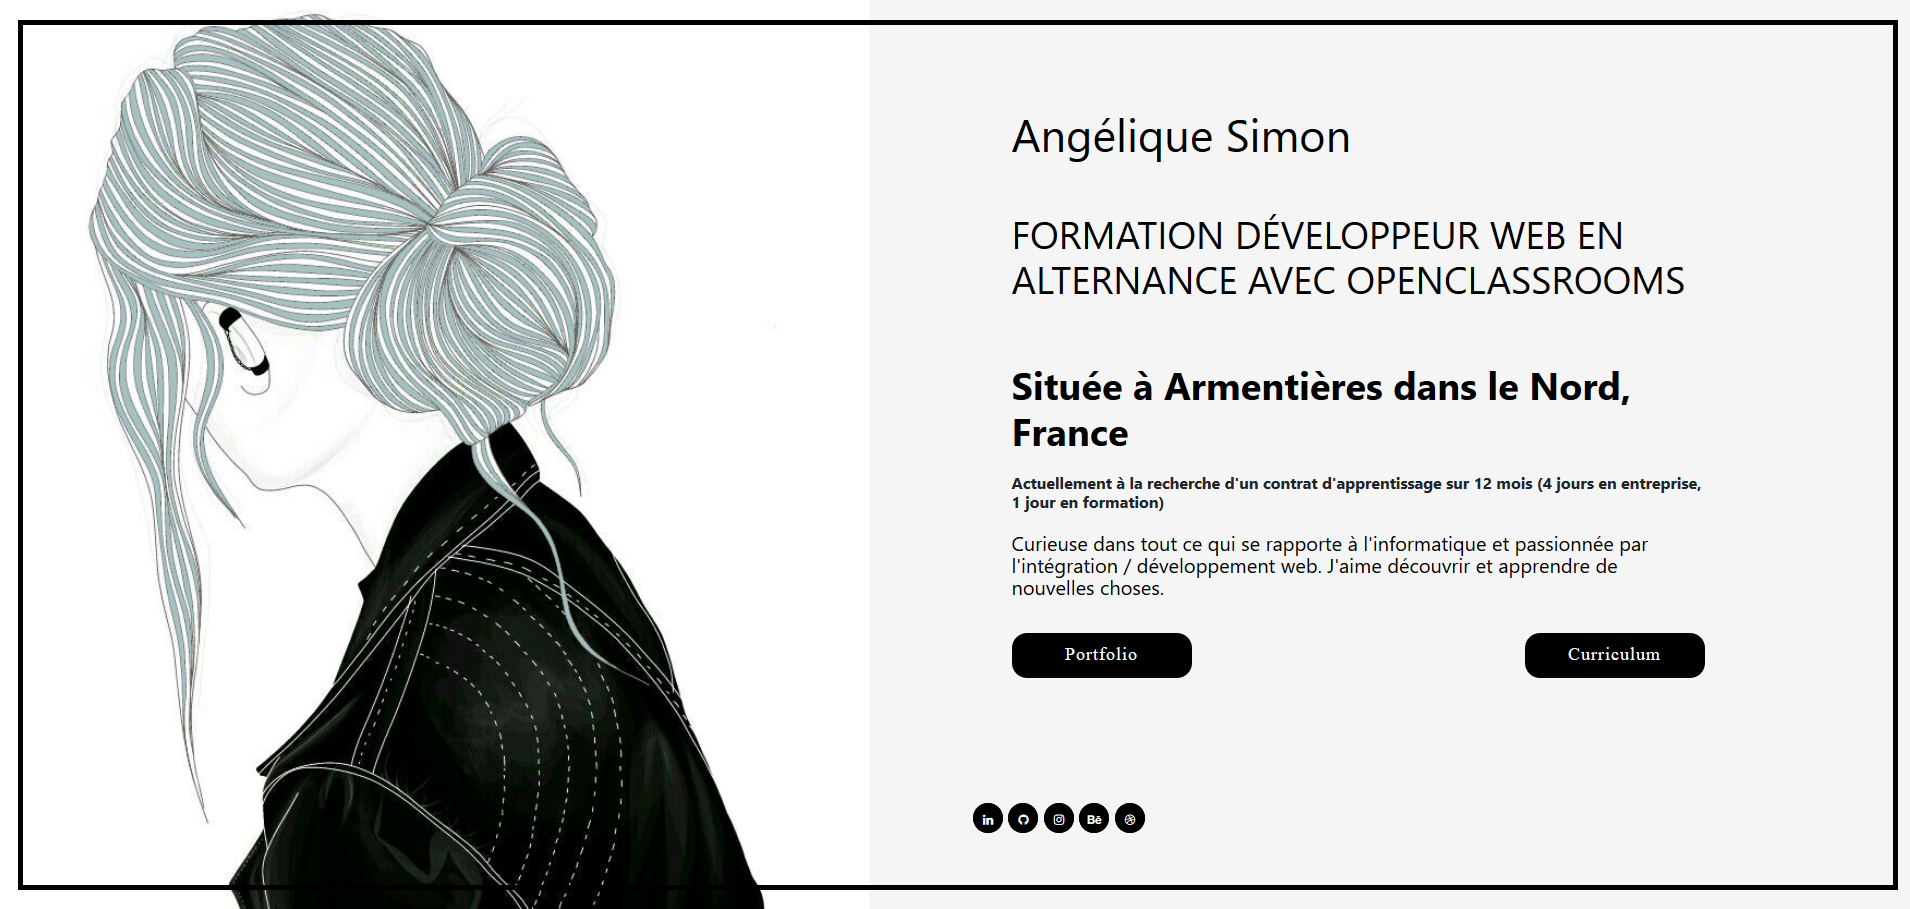 Angélique Simon
FORMATION DÉVELOPPEUR WEB EN
ALTERNANCE AVEC OPENCLASSROOMS
Située à Armentières dans le Nord,
France
Actuellement à la recherche d'un contrat d'apprentissage sur 12 mois (4 jours en entreprise,
1 jour en formation)
Curieuse dans tout ce qui se rapporte à l'informatique et passionnée par
l'intégration / développement web. J'aime découvrir et apprendre de
nouvelles choses.
Portfolio
Curriculum
in
Bē